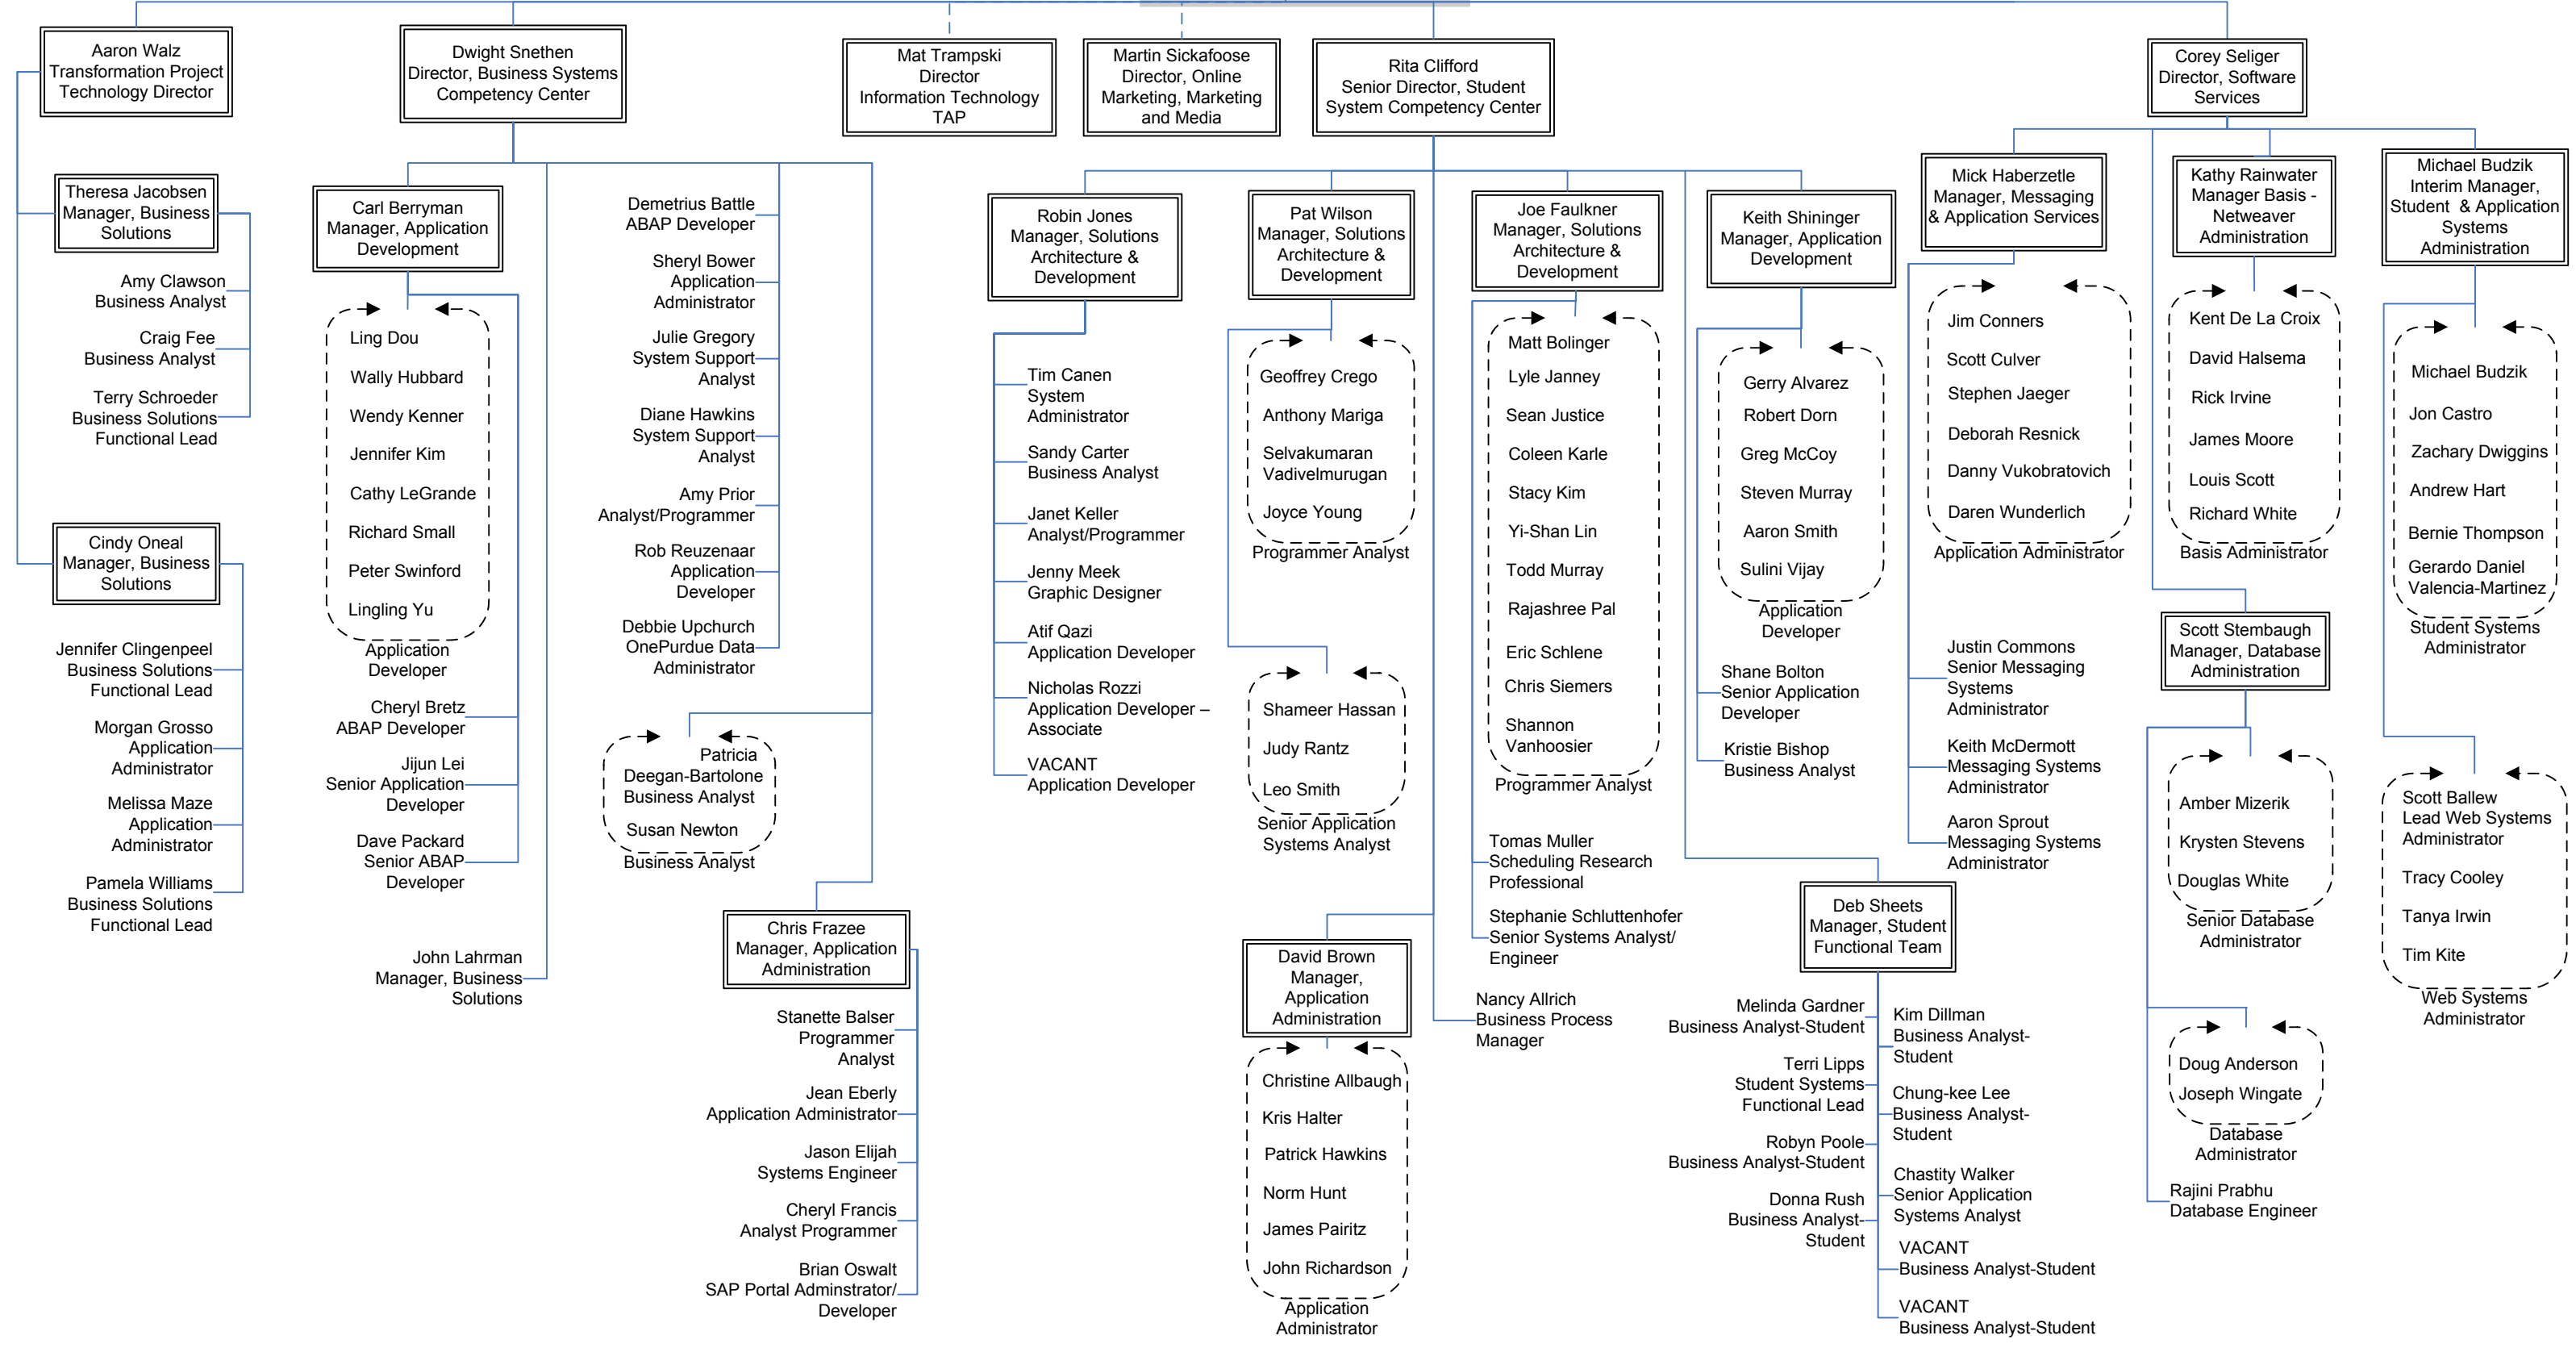 Aaron Walz
Transformation Project
Technology Director
Theresa Jacobsen
Manager, Business
Solutions
Amy Clawson
Business Analyst
Craig Fee
Business Analyst
Terry Schroeder
Business Solutions
Functional Lead
Cindy Oneal
Manager, Business
Solutions
Jennifer Clingenpeel
Business Solutions
Functional Lead
Morgan Grosso
Application
Administrator
Melissa Maze
Application
Administrator
Pamela Williams
Business Solutions
Functional Lead
Dwight Snethen
Director, Business Systems
Competency Center
Carl Berryman
Manager, Application
Development
Ling Dou
Wally Hubbard
Wendy Kenner
Jennifer Kim
Cathy LeGrande
Richard Small
Peter Swinford
Lingling Yu
Application
Developer
Cheryl Bretz
ABAP Developer
Jijun Lei
Senior Application
Developer
Dave Packard
Senior ABAP
Developer
John Lahrman
Manager, Business
Solutions
Demetrius Battle
ABAP Developer
Sheryl Bower
Application
Administrator
Julie Gregory
System Support
Analyst
Diane Hawkins
System Support
Analyst
Amy Prior
Analyst/Programmer
Rob Reuzenaar
Application
Developer
Debbie Upchurch
OnePurdue Data
Administrator
Patricia
Deegan-Bartolone
Business Analyst
Susan Newton
Business Analyst
Chris Frazee
Manager, Application
Administration
Stanette Balser
Programmer
Analyst
Jean Eberly
Application Administrator
Jason Elijah
Systems Engineer
Cheryl Francis
Analyst Programmer
Brian Oswalt
SAP Portal Adminstrator/
Developer
Mat Trampski
Director
Information Technology
TAP
Martin Sickafoose
Director, Online
Marketing, Marketing
and Media
Rita Clifford
Senior Director, Student
System Competency Center
Robin Jones
Manager, Solutions
Architecture &
Development
Tim Canen
System
Administrator
Sandy Carter
Business Analyst
Janet Keller
Analyst/Programmer
Jenny Meek
Graphic Designer
Atif Qazi
Application Developer
Nicholas Rozzi
Application Developer –
Associate
VACANT
Application Developer
Pat Wilson
Manager, Solutions
Architecture &
Development
Geoffrey Crego
Anthony Mariga
Selvakumaran
Vadivelmurugan
Joyce Young
Programmer Analyst
Shameer Hassan
Judy Rantz
Leo Smith
Senior Application
Systems Analyst
David Brown
Manager,
Application
Administration
Christine Allbaugh
Kris Halter
Patrick Hawkins
Norm Hunt
James Pairitz
John Richardson
Application
Administrator
Joe Faulkner
Manager, Solutions
Architecture &
Development
Matt Bolinger
Lyle Janney
Sean Justice
Coleen Karle
Stacy Kim
Yi-Shan Lin
Todd Murray
Rajashree Pal
Eric Schlene
Chris Siemers
Shannon
Vanhoosier
Programmer Analyst
Tomas Muller
Scheduling Research
Professional
Stephanie Schluttenhofer
Senior Systems Analyst/
Engineer
Nancy Allrich
Business Process
Manager
Keith Shininger
Manager, Application
Development
Gerry Alvarez
Robert Dorn
Greg McCoy
Steven Murray
Aaron Smith
Sulini Vijay
Application
Developer
Shane Bolton
Senior Application
Developer
Kristie Bishop
Business Analyst
Deb Sheets
Manager, Student
Functional Team
Melinda Gardner
Business Analyst-Student
Terri Lipps
Student Systems
Functional Lead
Robyn Poole
Business Analyst-Student
Donna Rush
Business Analyst-
Student
Kim Dillman
Business Analyst-
Student
Chung-kee Lee
Business Analyst-
Student
Chastity Walker
Senior Application
Systems Analyst
VACANT
Business Analyst-Student
VACANT
Business Analyst-Student
Corey Seliger
Director, Software
Services
Mick Haberzetle
Manager, Messaging
& Application Services
Jim Conners
Scott Culver
Stephen Jaeger
Deborah Resnick
Danny Vukobratovich
Daren Wunderlich
Application Administrator
Justin Commons
Senior Messaging
Systems
Administrator
Keith McDermott
Messaging Systems
Administrator
Aaron Sprout
Messaging Systems
Administrator
Kathy Rainwater
Manager Basis -
Netweaver
Administration
Kent De La Croix
David Halsema
Rick Irvine
James Moore
Louis Scott
Richard White
Basis Administrator
Scott Stembaugh
Manager, Database
Administration
Amber Mizerik
Krysten Stevens
Douglas White
Senior Database
Administrator
Doug Anderson
Joseph Wingate
Database
Administrator
Rajini Prabhu
Database Engineer
Michael Budzik
Interim Manager,
Student & Application
Systems
Administration
Michael Budzik
Jon Castro
Zachary Dwiggins
Andrew Hart
Bernie Thompson
Gerardo Daniel
Valencia-Martinez
Student Systems
Administrator
Scott Ballew
Lead Web Systems
Administrator
Tracy Cooley
Tanya Irwin
Tim Kite
Web Systems
Administrator